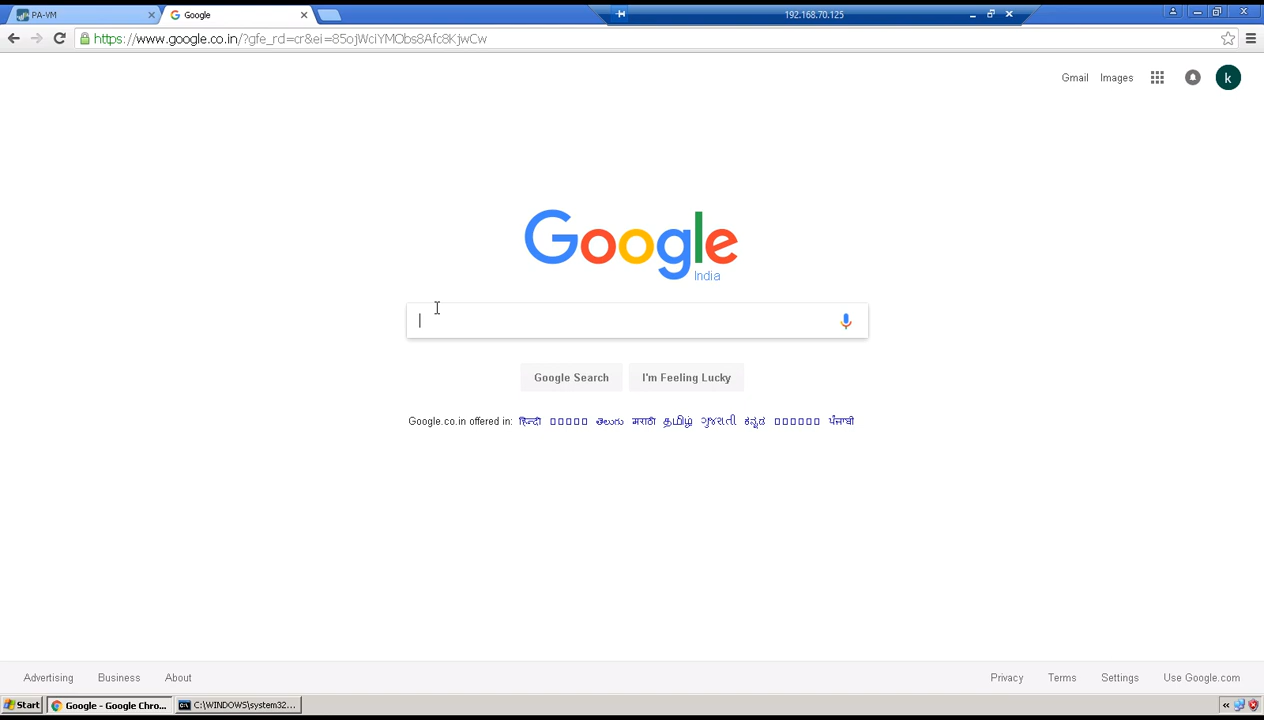 PA-VM
Google
192.168.70.125
https://www.google.co.in/?gfe_rd=cr&ei=85ojWciYMObs8Afc8KjwCw
Gmail Images k
Google
India
Google Search I'm Feeling Lucky
Google.co.in offered in: हिन्दी తెలుగు मराठी தமிழ் ગુજરાતી ಕನ್ನಡ ਪੰਜਾਬੀ
Advertising Business About Privacy Terms Settings Use Google.com
Start Google - Google Chro... C:\WINDOWS\system32...